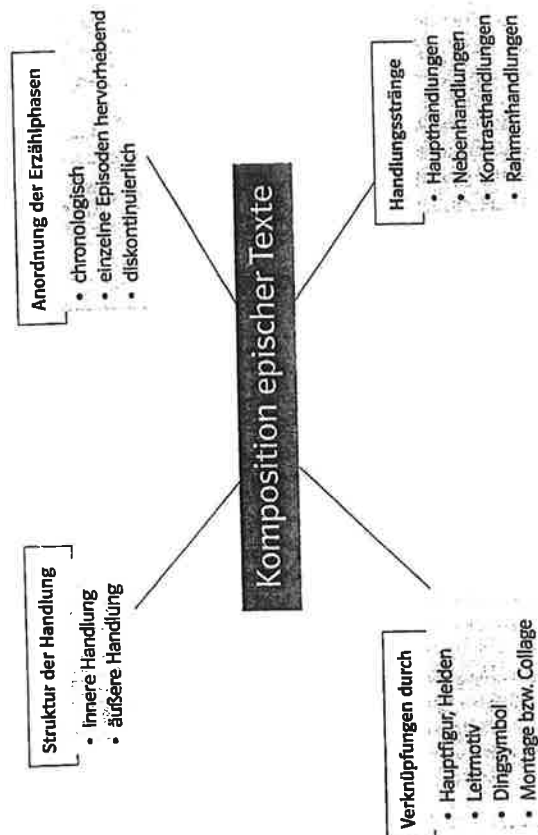 Komposition epischer Texte
Struktur der Handlung
• innere Handlung
• äußere Handlung
Anordnung der Erzählphasen
• chronologisch
• einzelne Episoden hervorhebend
• diskontinuierlich
Verknüpfungen durch
• Hauptfigur, Helden
• Leitmotiv
• Dingsymbol
• Montage bzw. Collage
Handlungsstränge
• Haupthandlungen
• Nebenhandlungen
• Kontrasthandlungen
• Rahmenhandlungen